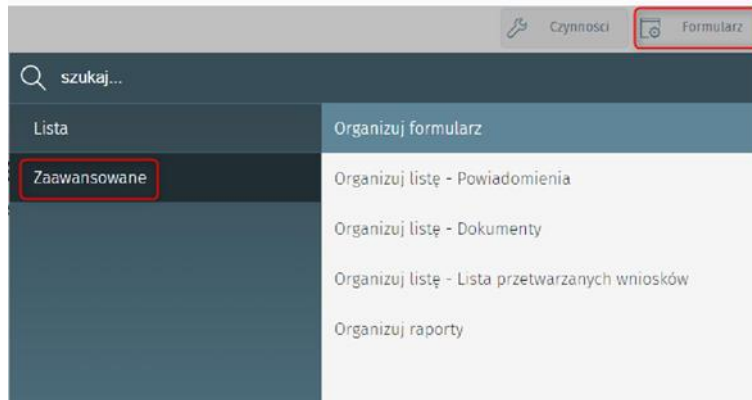 Czynności Formularz
szukaj...
Lista
Organizuj formularz
Zaawansowane
Organizuj listę - Powiadomienia
Organizuj listę - Dokumenty
Organizuj listę - Lista przetwarzanych wniosków
Organizuj raporty